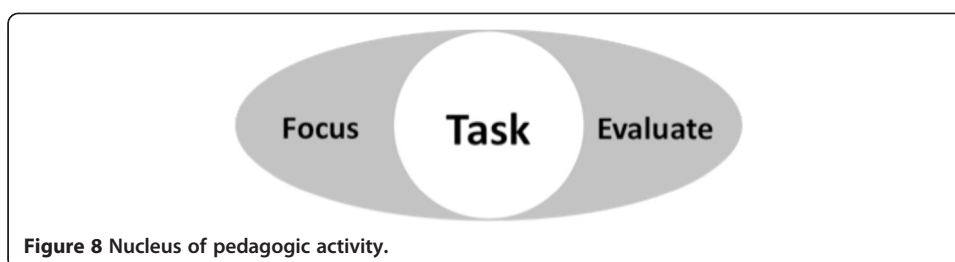 Focus Task Evaluate
Figure 8 Nucleus of pedagogic activity.